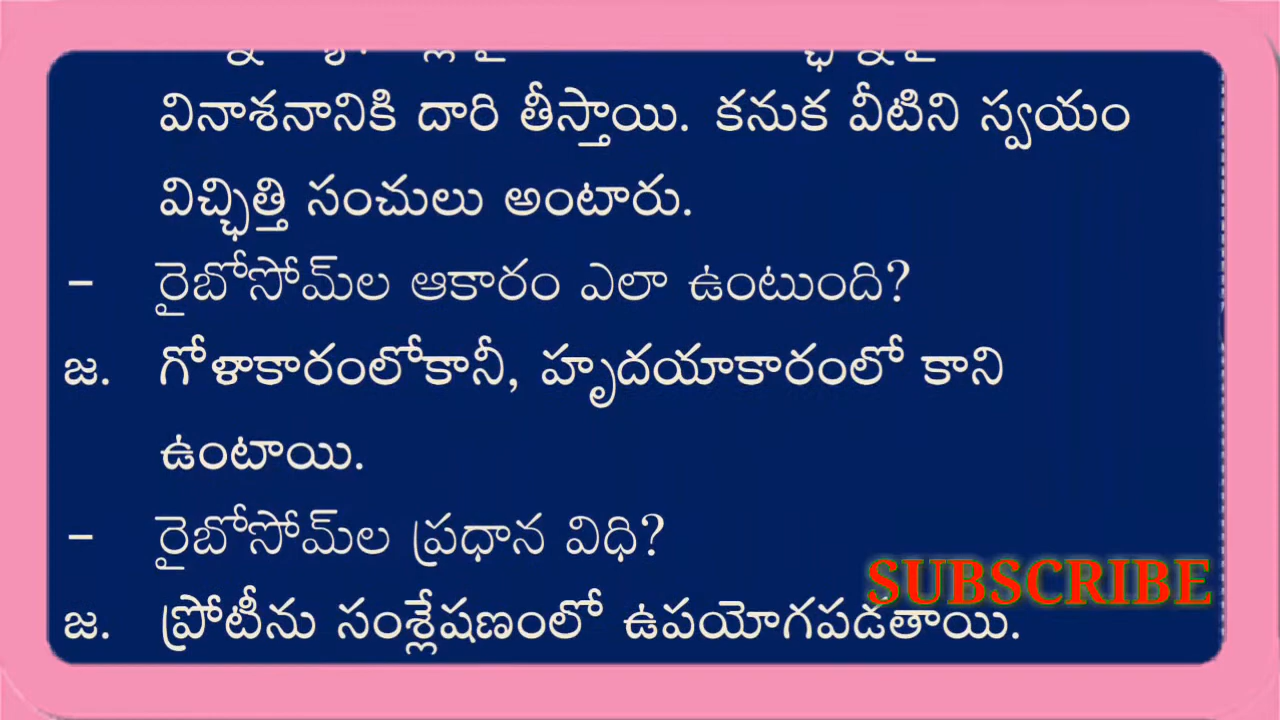 వినాశనానికి దారి తీస్తాయి. కనుక వీటిని స్వయం
విచ్ఛిత్తి సంచులు అంటారు.
– రైబోసోమ్‌ల ఆకారం ఎలా ఉంటుంది?
జ. గోళాకారంలోకానీ, హృదయాకారంలో కాని
ఉంటాయి.
– రైబోసోమ్‌ల ప్రధాన విధి?
SUBSCRIBE
జ. ప్రోటీను సంశ్లేషణంలో ఉపయోగపడతాయి.